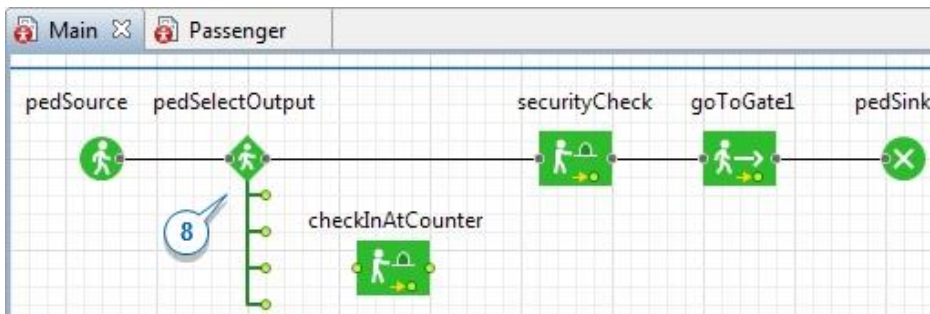 Main
Passenger
pedSource
pedSelectOutput
securityCheck
goToGate1
pedSink
8
checkInAtCounter